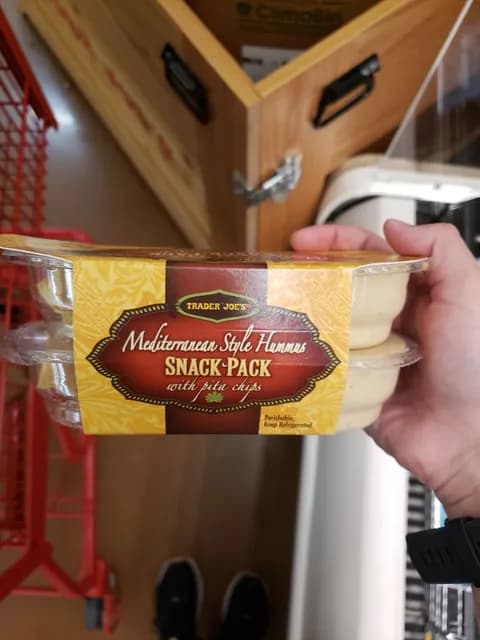 TRADER JOE'S
Mediterranean Style Hummus
SNACK-PACK
with pita chips
Perishable,
Keep Refrigerated